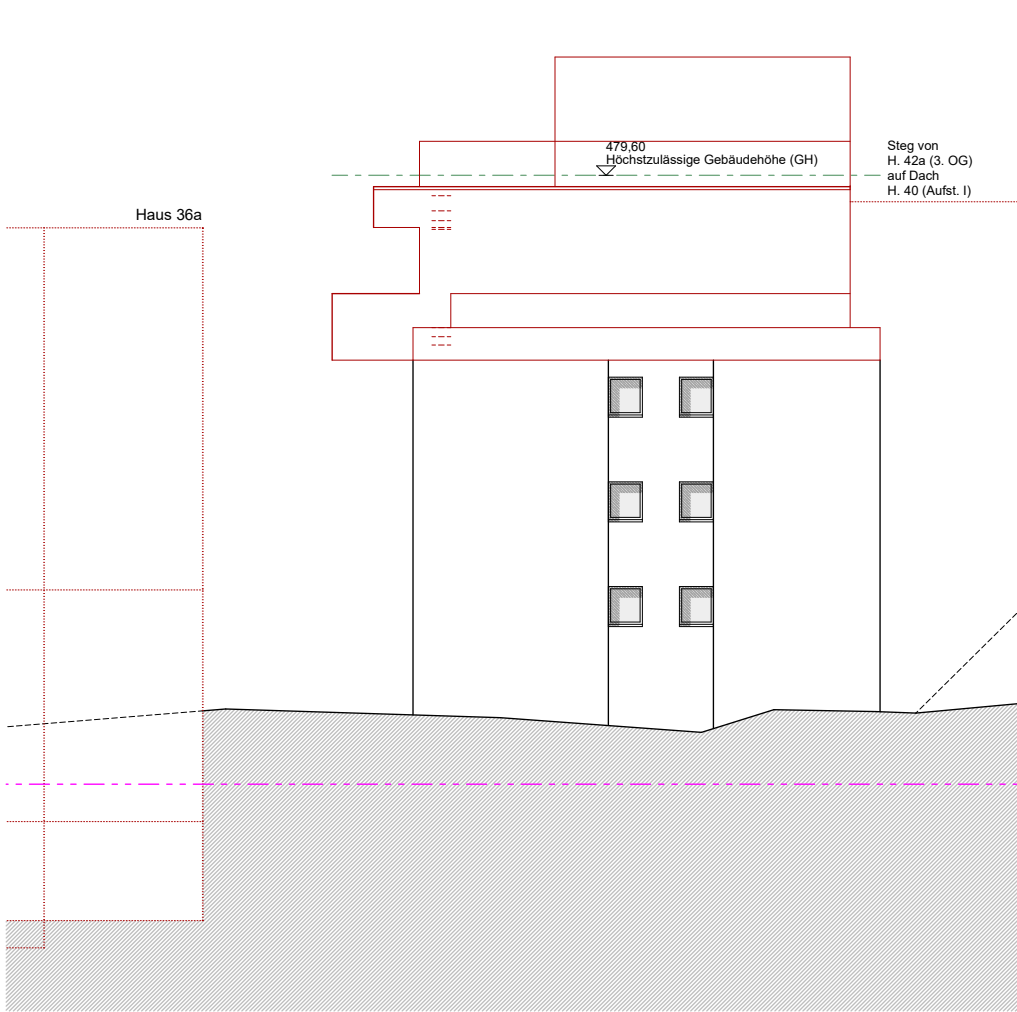 479,60
Höchstzulässige Gebäudehöhe (GH)
Steg von
H. 42a (3. OG)
auf Dach
H. 40 (Aufst. I)
Haus 36a